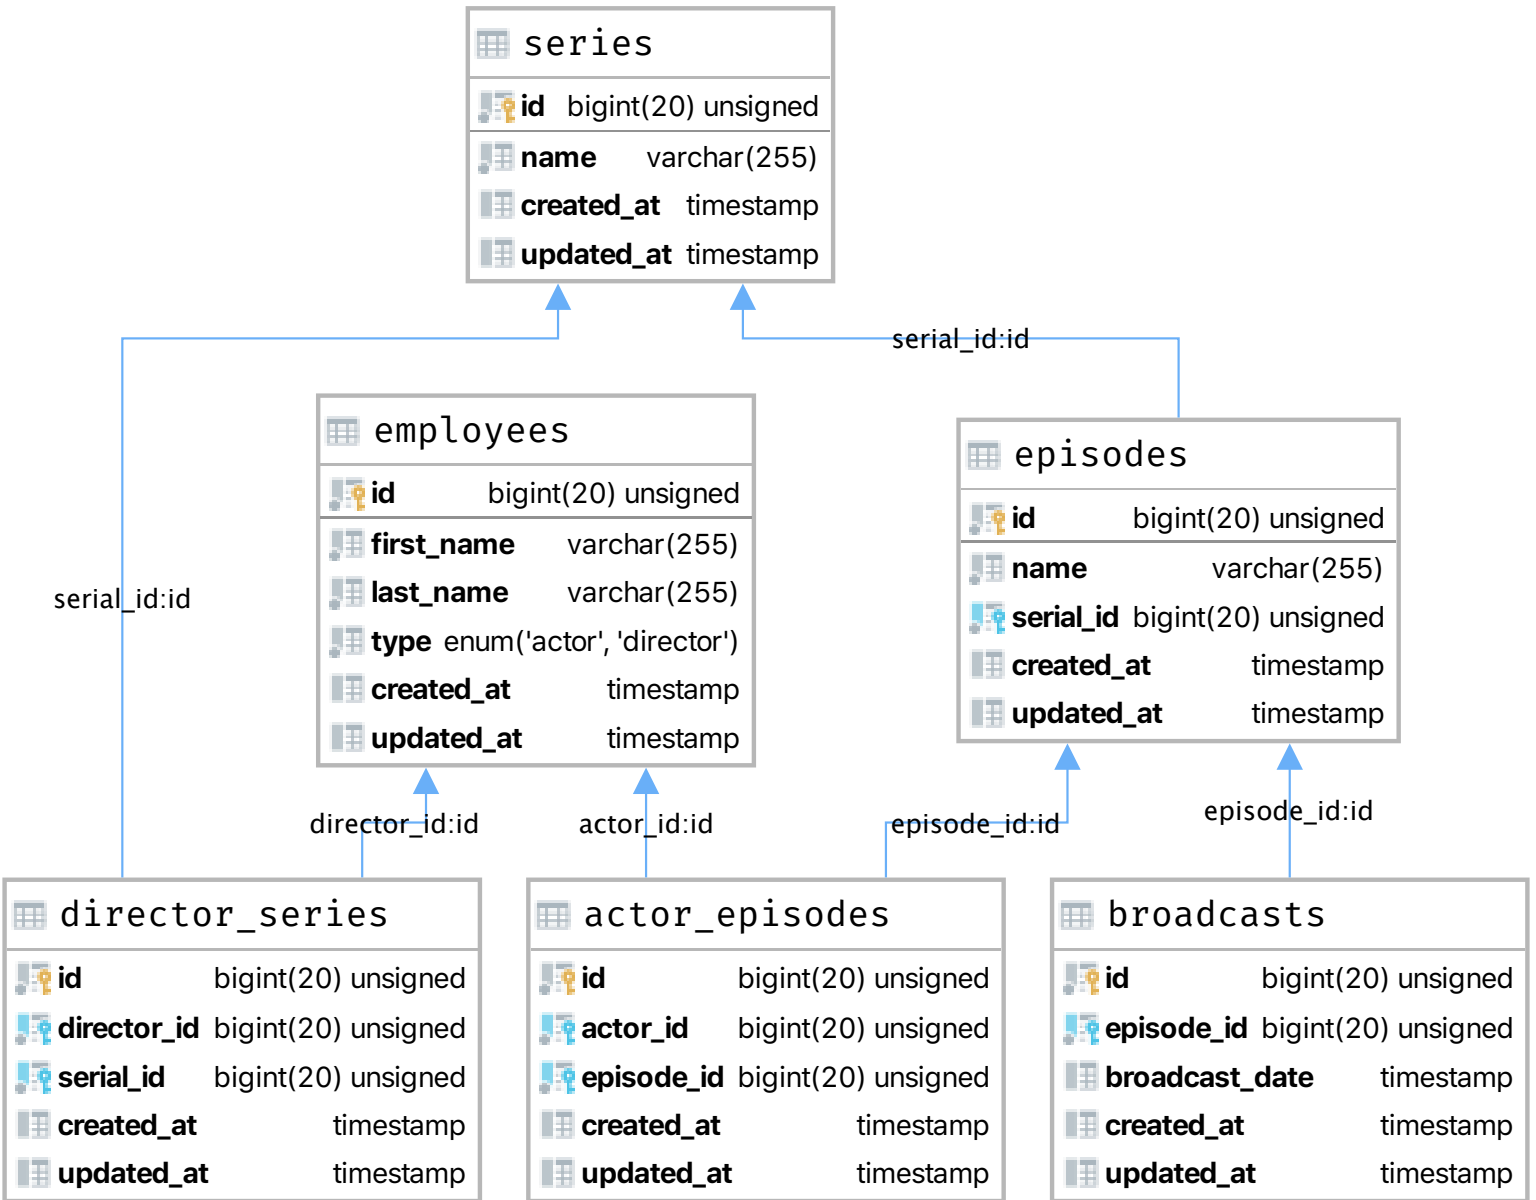 series
id bigint(20) unsigned
name varchar(255)
created_at timestamp
updated_at timestamp
serial_id:id
serial_id:id
employees
id bigint(20) unsigned
first_name varchar(255)
last_name varchar(255)
type enum('actor', 'director')
created_at timestamp
updated_at timestamp
episodes
id bigint(20) unsigned
name varchar(255)
serial_id bigint(20) unsigned
created_at timestamp
updated_at timestamp
director_id:id
actor_id:id
episode_id:id
episode_id:id
director_series
id bigint(20) unsigned
director_id bigint(20) unsigned
serial_id bigint(20) unsigned
created_at timestamp
updated_at timestamp
actor_episodes
id bigint(20) unsigned
actor_id bigint(20) unsigned
episode_id bigint(20) unsigned
created_at timestamp
updated_at timestamp
broadcasts
id bigint(20) unsigned
episode_id bigint(20) unsigned
broadcast_date timestamp
created_at timestamp
updated_at timestamp